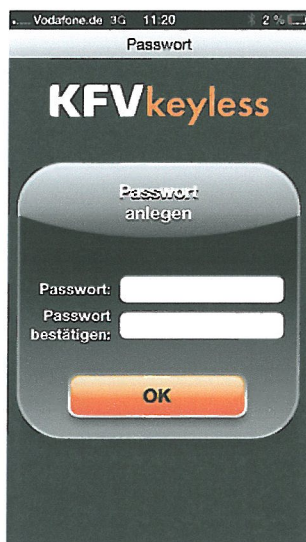 Vodafone.de 3G 11:20 2 %
Passwort
KFVkeyless
Passwort
anlegen
Passwort:
Passwort
bestätigen:
OK